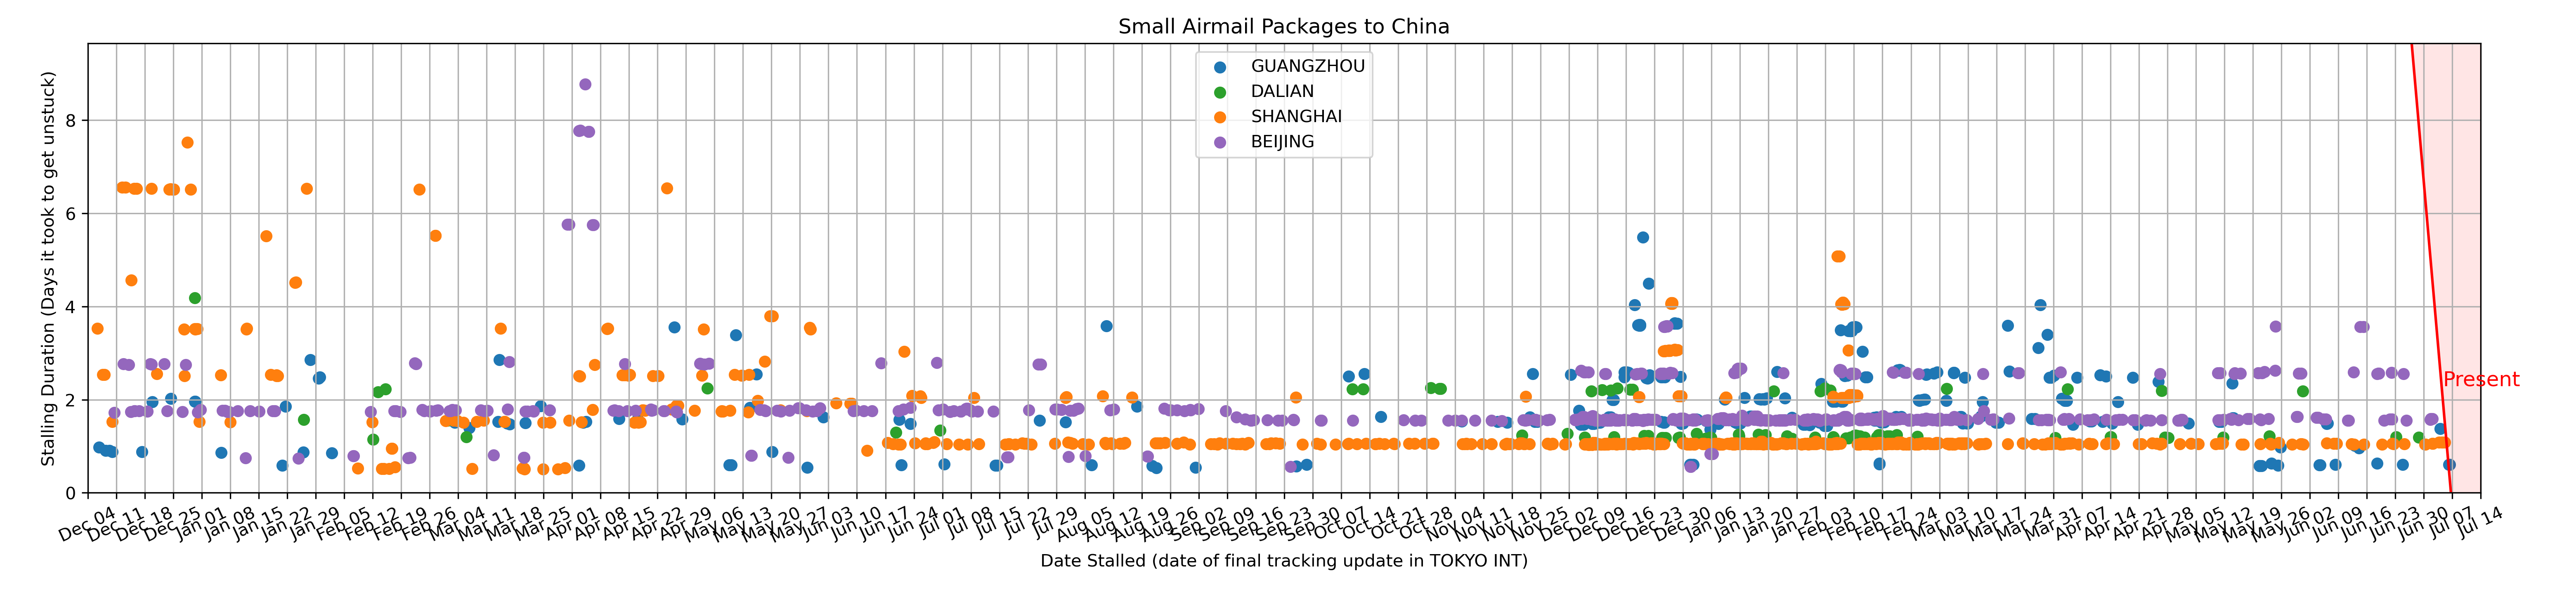 Small Airmail Packages to China
GUANGZHOU
DALIAN
SHANGHAI
BEIJING
Stalling Duration (Days it took to get unstuck)
8
6
4
2
0
Present
Dec 04
Dec 11
Dec 18
Dec 25
Jan 01
Jan 08
Jan 15
Jan 22
Jan 29
Feb 05
Feb 12
Feb 19
Feb 26
Mar 04
Mar 11
Mar 18
Mar 25
Apr 01
Apr 08
Apr 15
Apr 22
Apr 29
May 06
May 13
May 20
May 27
Jun 03
Jun 10
Jun 17
Jun 24
Jul 01
Jul 08
Jul 15
Jul 22
Jul 29
Aug 05
Aug 12
Aug 19
Aug 26
Sep 02
Sep 09
Sep 16
Sep 23
Sep 30
Oct 07
Oct 14
Oct 21
Oct 28
Nov 04
Nov 11
Nov 18
Nov 25
Dec 02
Dec 09
Dec 16
Dec 23
Dec 30
Jan 06
Jan 13
Jan 20
Jan 27
Feb 03
Feb 10
Feb 17
Feb 24
Mar 03
Mar 10
Mar 17
Mar 24
Mar 31
Apr 07
Apr 14
Apr 21
Apr 28
May 05
May 12
May 19
May 26
Jun 02
Jun 09
Jun 16
Jun 23
Jun 30
Jul 07
Jul 14
Date Stalled (date of final tracking update in TOKYO INT)